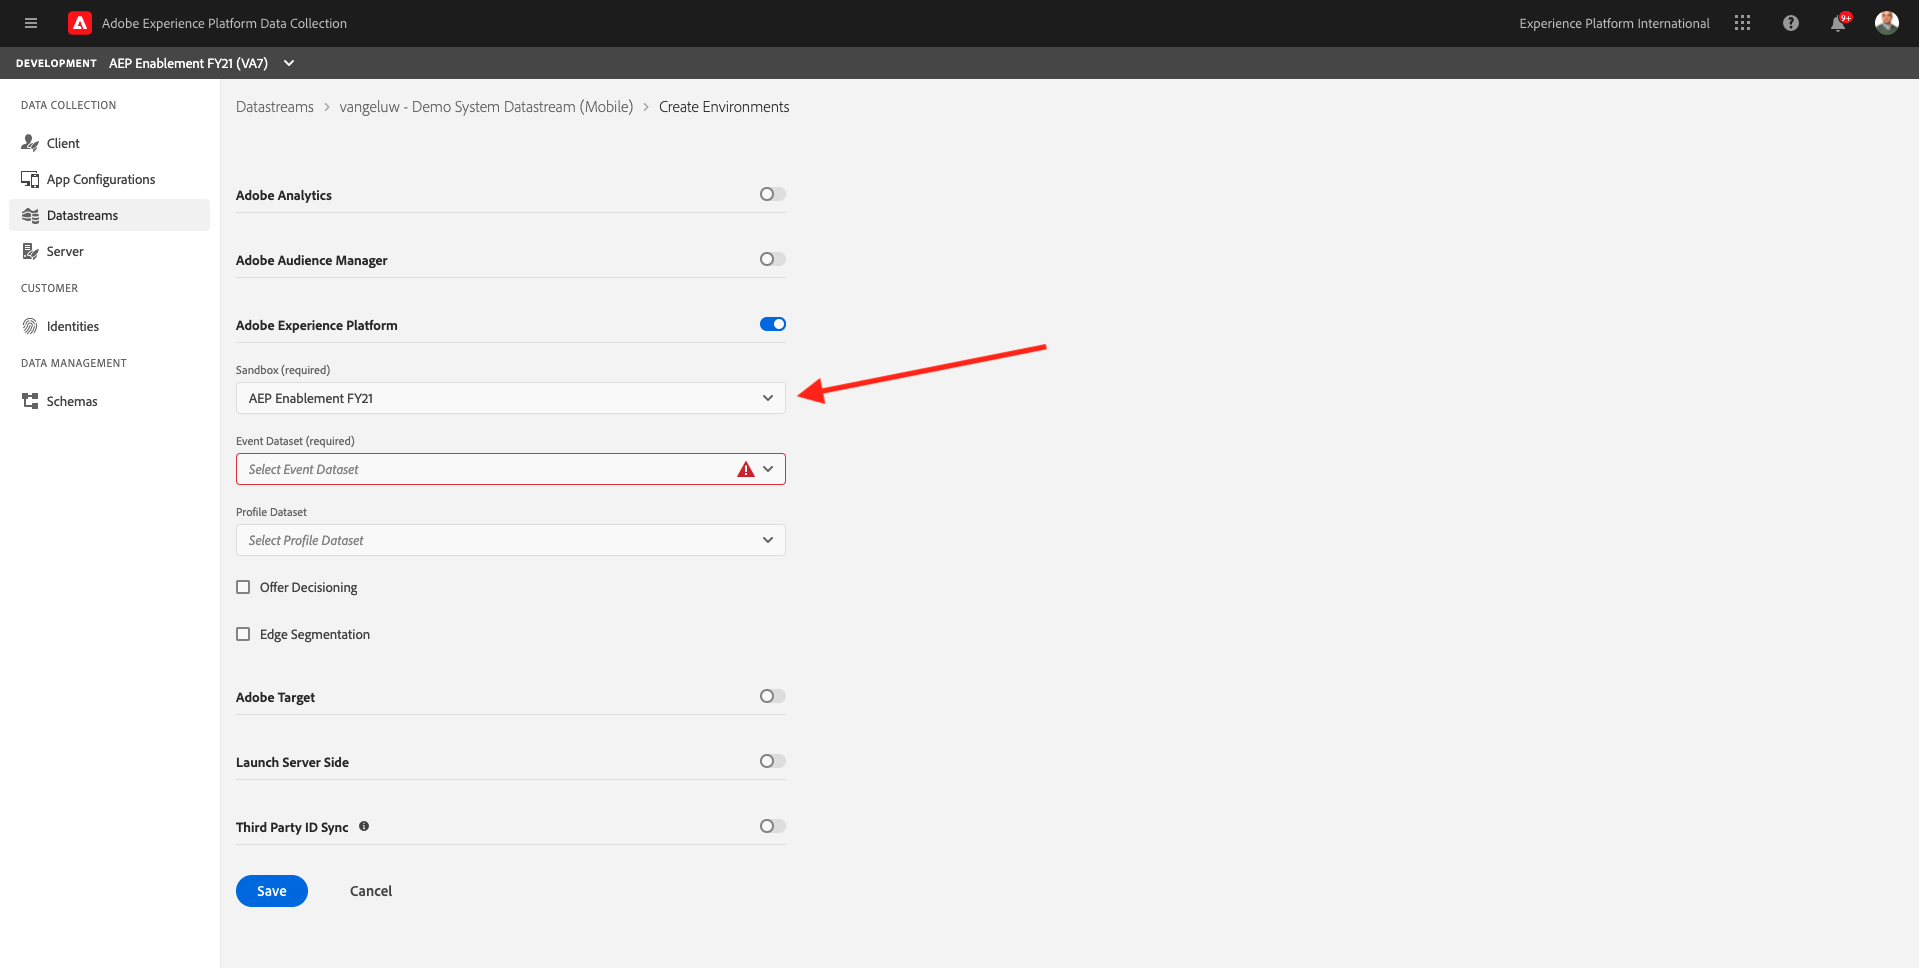 Adobe Experience Platform Data Collection
Experience Platform International
9+
DEVELOPMENT AEP Enablement FY21 (VA7)
DATA COLLECTION
Client
App Configurations
Datastreams
Server
CUSTOMER
Identities
DATA MANAGEMENT
Schemas
Datastreams > vangeluw - Demo System Datastream (Mobile) > Create Environments
Adobe Analytics
Adobe Audience Manager
Adobe Experience Platform
Sandbox (required)
AEP Enablement FY21
Event Dataset (required)
Select Event Dataset
Profile Dataset
Select Profile Dataset
Offer Decisioning
Edge Segmentation
Adobe Target
Launch Server Side
Third Party ID Sync
Save Cancel